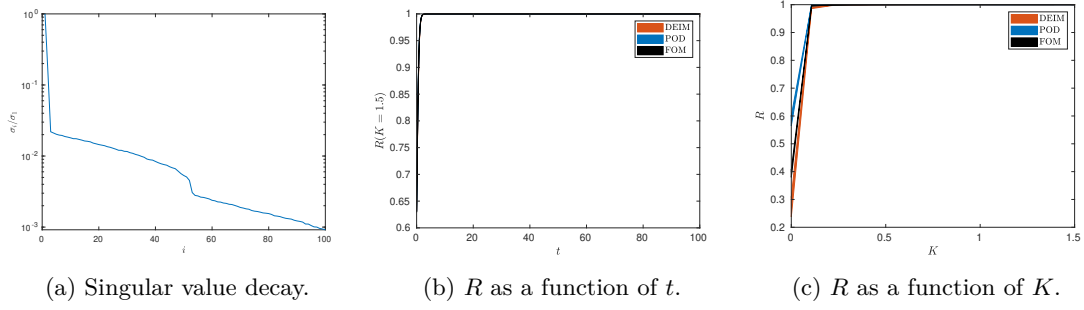 10^0
10^-1
10^-2
10^-3
σ_i/σ_1
0 20 40 60 80 100
i
1
0.95
0.9
0.85
0.8
0.75
0.7
0.65
0.6
R(K = 1.5)
DEIM
POD
FOM
0 20 40 60 80 100
t
1
0.9
0.8
0.7
0.6
0.5
0.4
0.3
0.2
R
DEIM
POD
FOM
0 0.5 1 1.5
K
(a) Singular value decay.
(b) R as a function of t.
(c) R as a function of K.